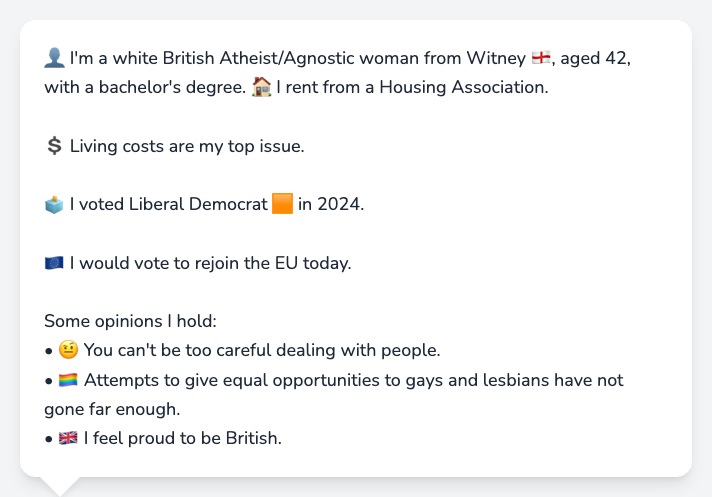 👤 I'm a white British Atheist/Agnostic woman from Witney 🏴󠁧󠁢󠁥󠁮󠁧󠁿, aged 42,
with a bachelor's degree. 🏠 I rent from a Housing Association.
💲 Living costs are my top issue.
🗳️ I voted Liberal Democrat 🟧 in 2024.
🇪🇺 I would vote to rejoin the EU today.
Some opinions I hold:
• 🤨 You can't be too careful dealing with people.
• 🏳️‍🌈 Attempts to give equal opportunities to gays and lesbians have not
gone far enough.
• 🇬🇧 I feel proud to be British.